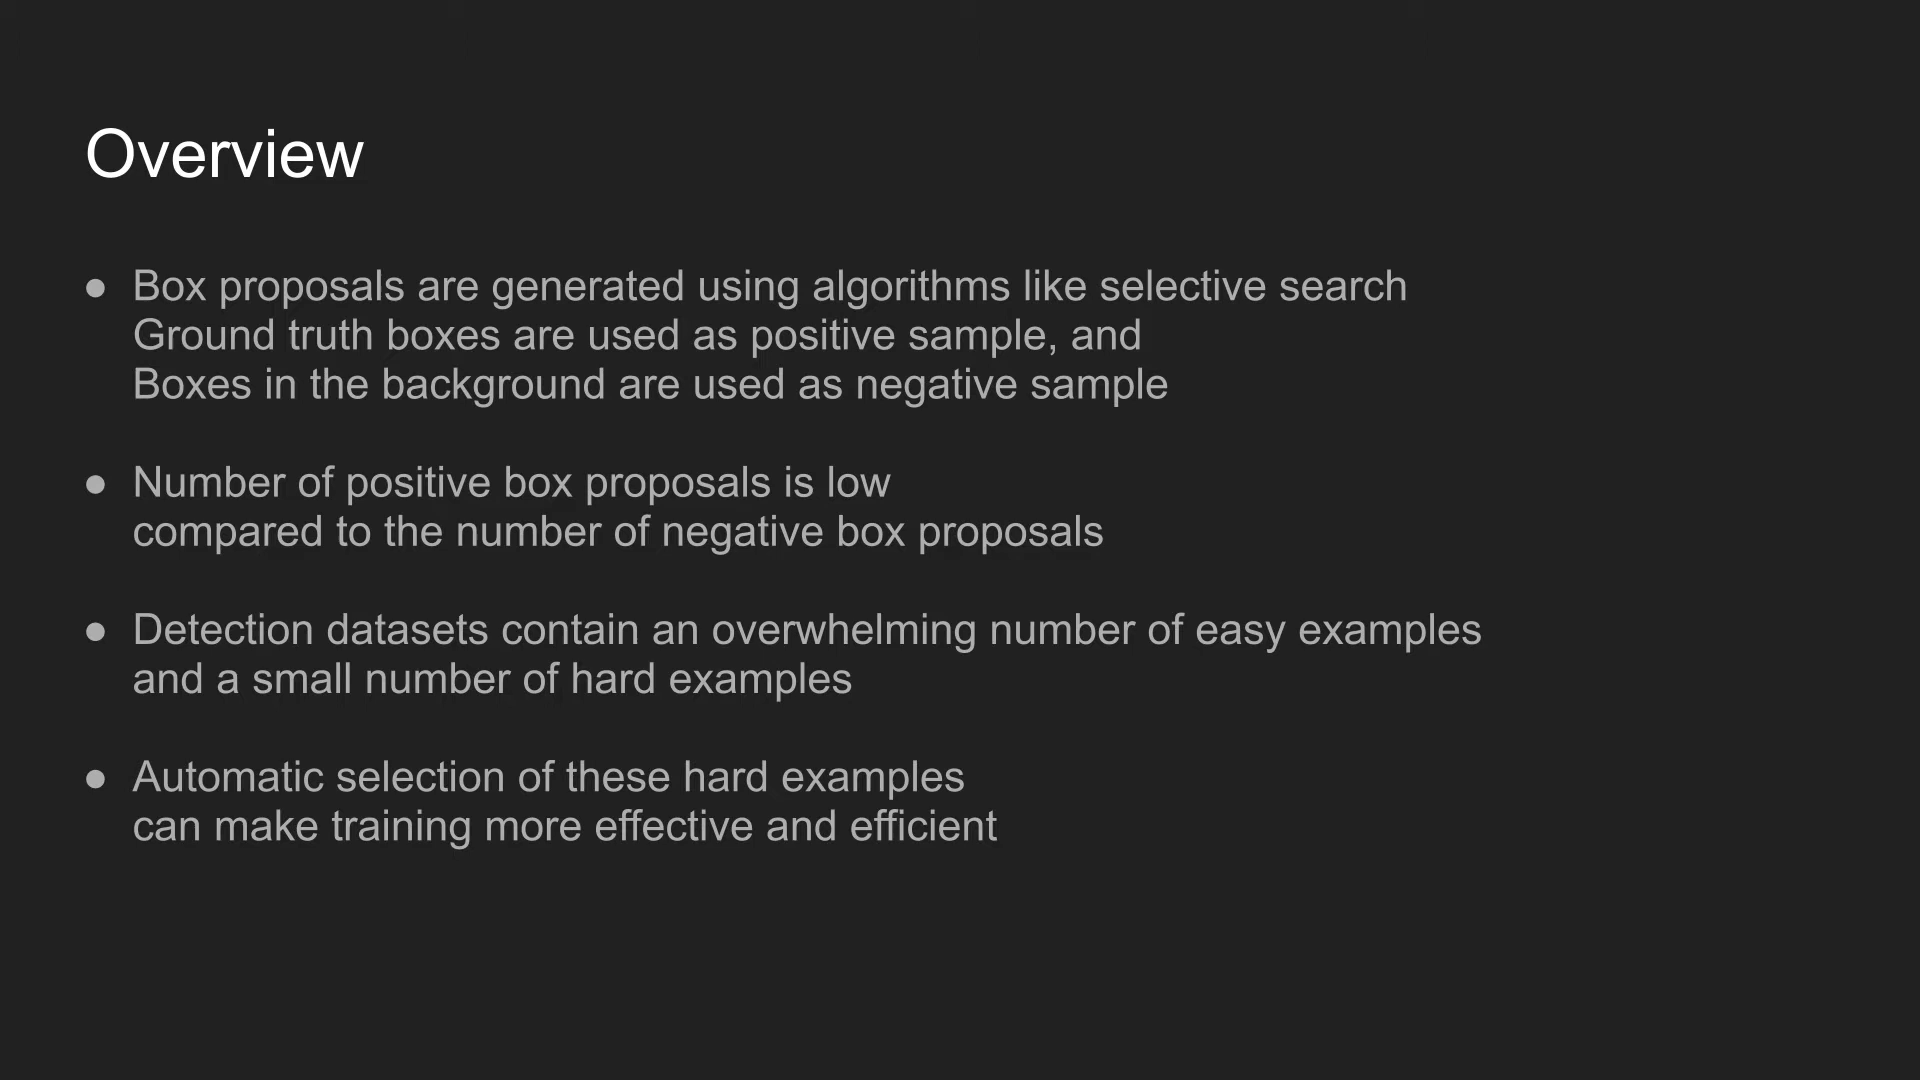 Overview
● Box proposals are generated using algorithms like selective search
Ground truth boxes are used as positive sample, and
Boxes in the background are used as negative sample
● Number of positive box proposals is low
compared to the number of negative box proposals
● Detection datasets contain an overwhelming number of easy examples
and a small number of hard examples
● Automatic selection of these hard examples
can make training more effective and efficient